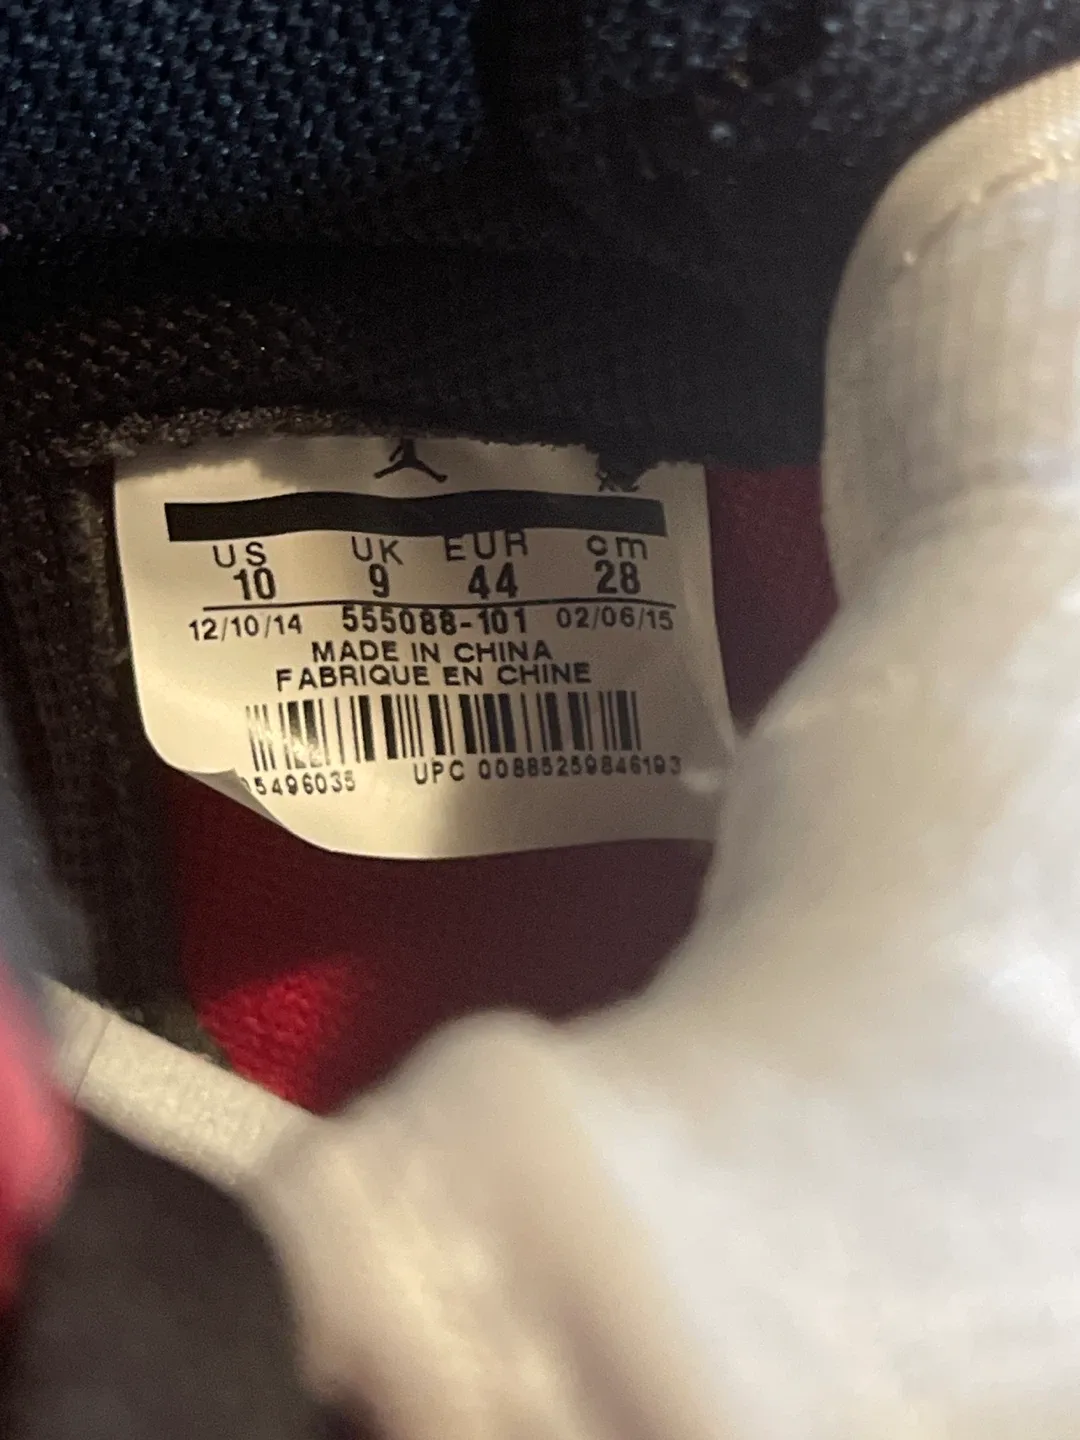 US UK EUR cm
10 9 44 28
12/10/14 555088-101 02/06/15
MADE IN CHINA
FABRIQUE EN CHINE
5496035 UPC 00885259846193